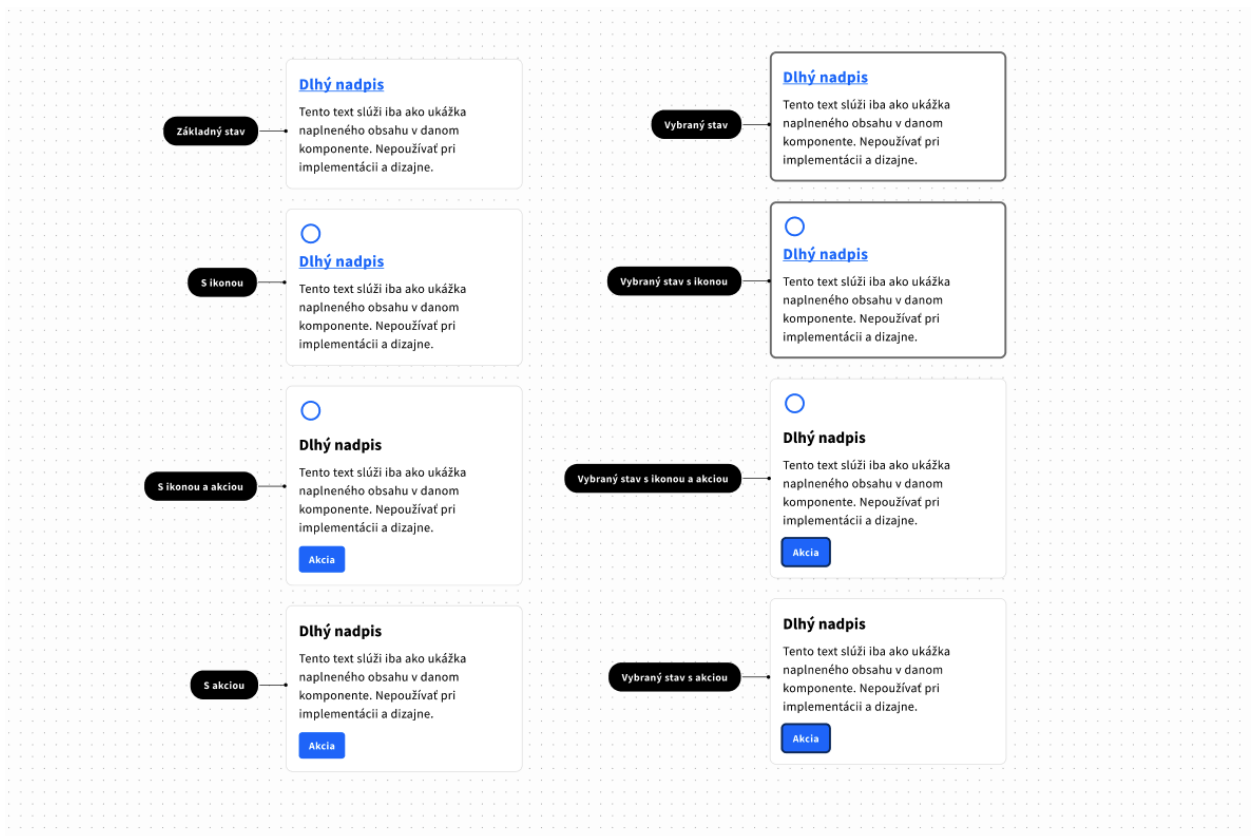 Základný stav
Dlhý nadpis
Tento text slúži iba ako ukážka
naplneného obsahu v danom
komponente. Nepoužívať pri
implementácii a dizajne.
Vybraný stav
Dlhý nadpis
Tento text slúži iba ako ukážka
naplneného obsahu v danom
komponente. Nepoužívať pri
implementácii a dizajne.
S ikonou
Dlhý nadpis
Tento text slúži iba ako ukážka
naplneného obsahu v danom
komponente. Nepoužívať pri
implementácii a dizajne.
Vybraný stav s ikonou
Dlhý nadpis
Tento text slúži iba ako ukážka
naplneného obsahu v danom
komponente. Nepoužívať pri
implementácii a dizajne.
S ikonou a akciou
Dlhý nadpis
Tento text slúži iba ako ukážka
naplneného obsahu v danom
komponente. Nepoužívať pri
implementácii a dizajne.
Akcia
Vybraný stav s ikonou a akciou
Dlhý nadpis
Tento text slúži iba ako ukážka
naplneného obsahu v danom
komponente. Nepoužívať pri
implementácii a dizajne.
Akcia
S akciou
Dlhý nadpis
Tento text slúži iba ako ukážka
naplneného obsahu v danom
komponente. Nepoužívať pri
implementácii a dizajne.
Akcia
Vybraný stav s akciou
Dlhý nadpis
Tento text slúži iba ako ukážka
naplneného obsahu v danom
komponente. Nepoužívať pri
implementácii a dizajne.
Akcia